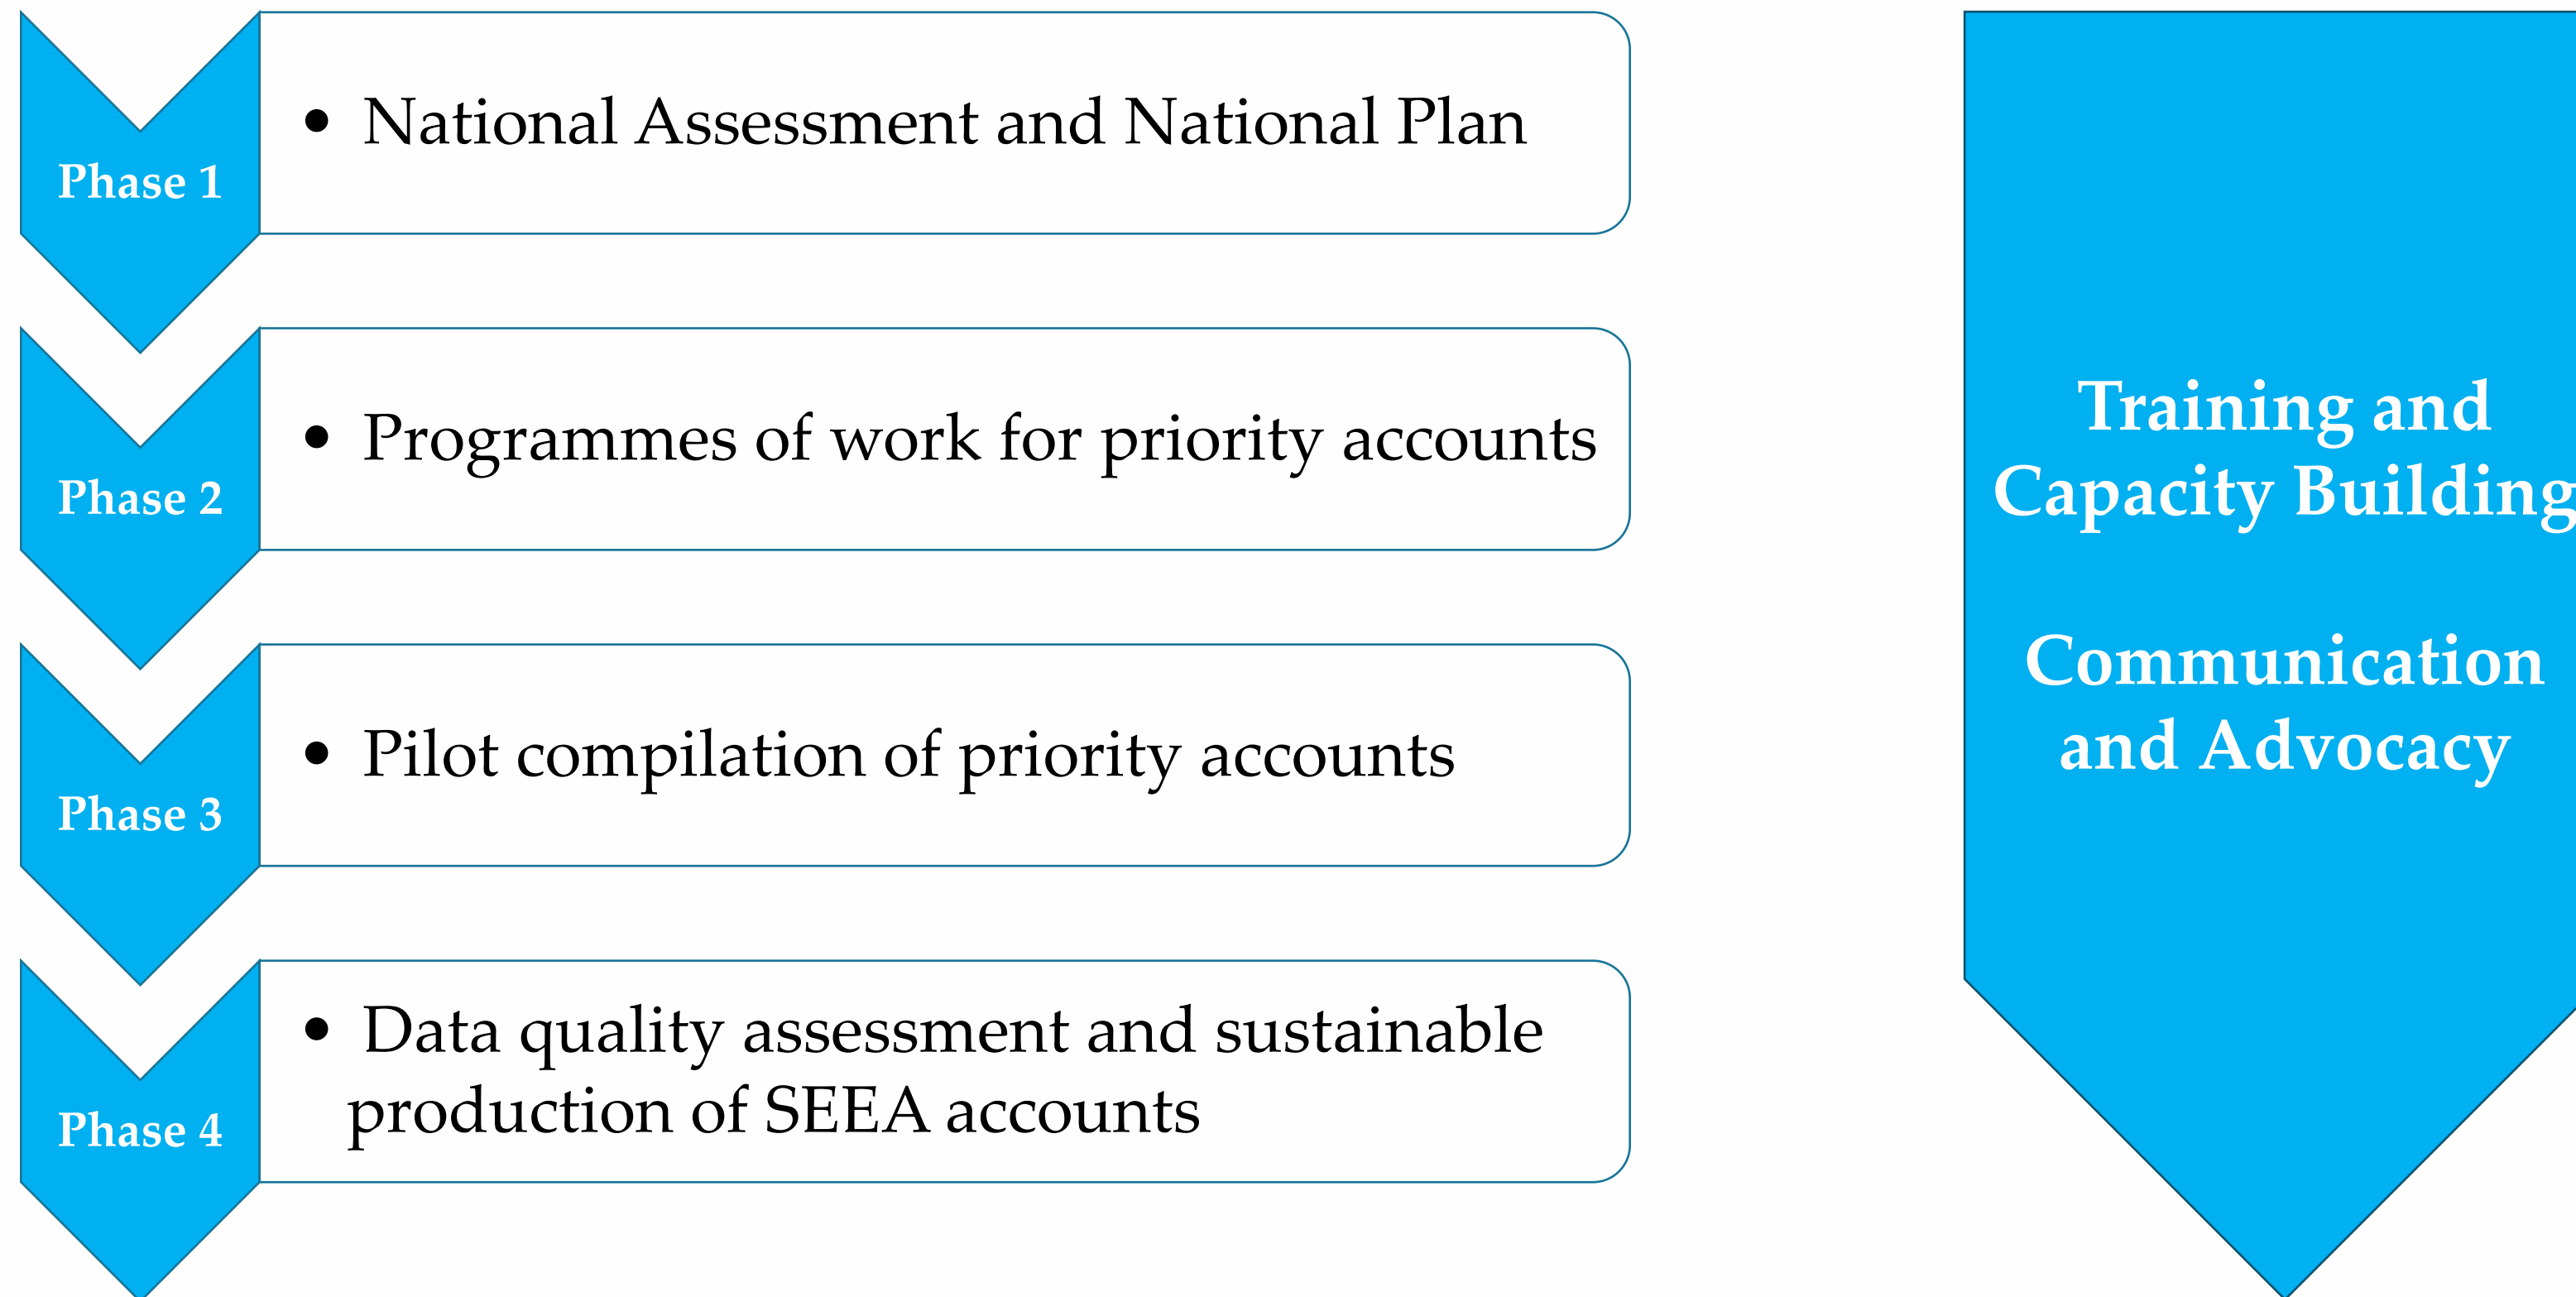 Phase 1
• National Assessment and National Plan
Phase 2
• Programmes of work for priority accounts
Phase 3
• Pilot compilation of priority accounts
Phase 4
• Data quality assessment and sustainable
production of SEEA accounts
Training and
Capacity Building
Communication
and Advocacy